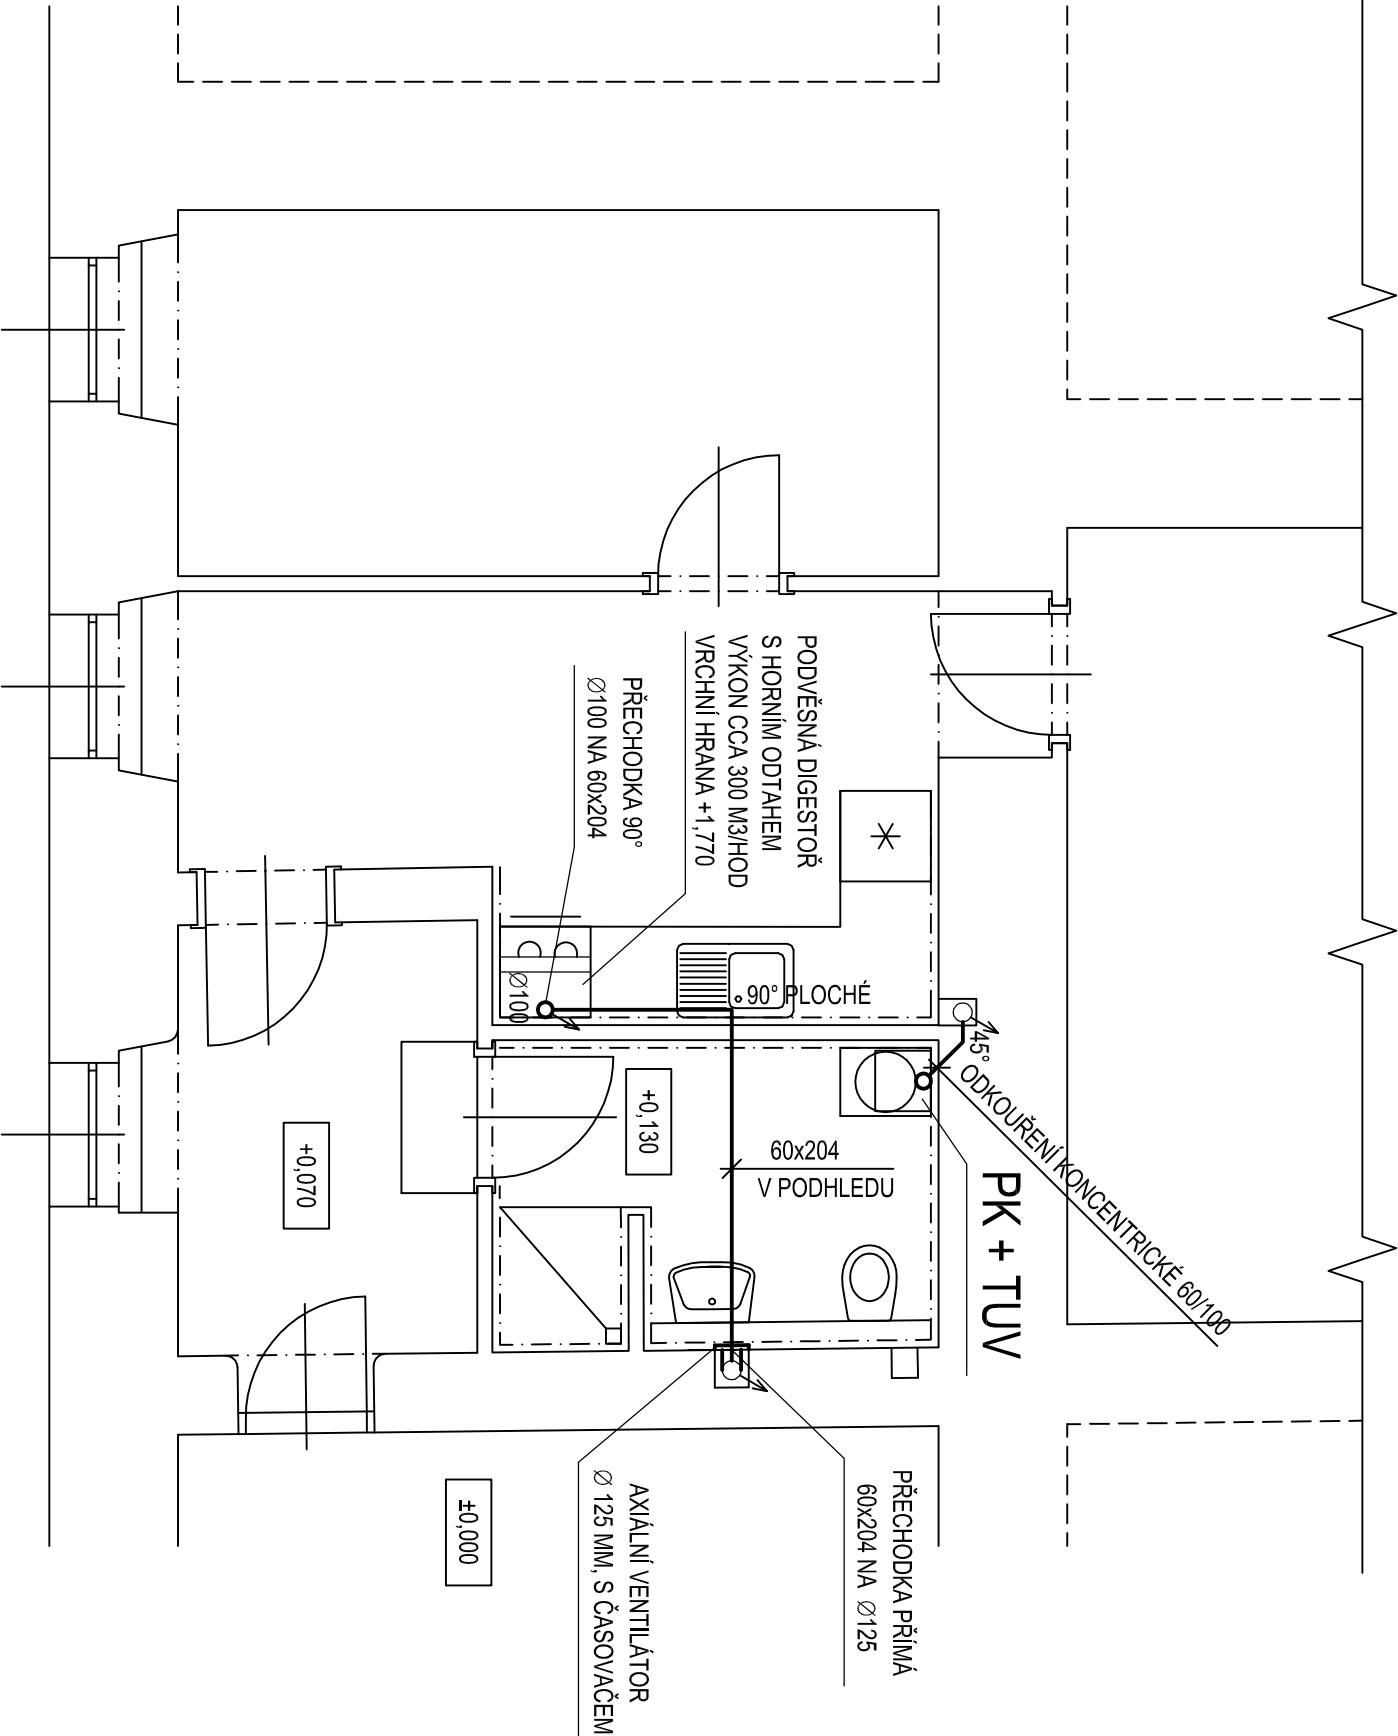 PODVĚSNÁ DIGESTOŘ
S HORNÍM ODTAHEM
VÝKON CCA 300 M3/HOD
VRCHNÍ HRANA +1,770
PŘECHODKA 90°
Ø100 NA 60x204
Ø100
90° PLOCHÉ
45°
ODKOUŘENÍ KONCENTRICKÉ 60/100
PK + TUV
+0,130
60x204
V PODHLEDU
+0,070
±0,000
PŘECHODKA PŘÍMÁ
60x204 NA Ø125
AXIÁLNÍ VENTILÁTOR
Ø 125 MM, S ČASOVAČEM